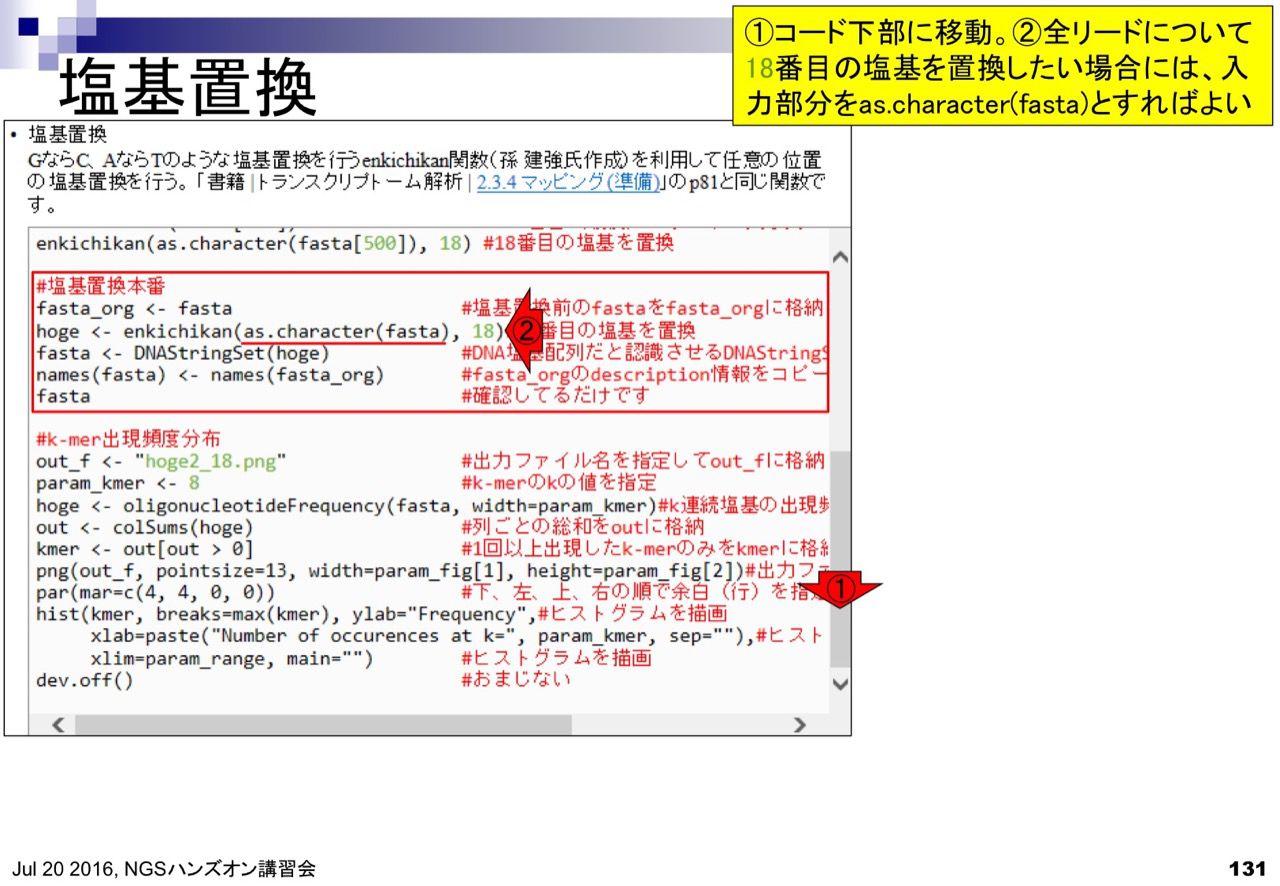 塩基置換
①コード下部に移動。②全リードについて
18番目の塩基を置換したい場合には、入
力部分をas.character(fasta)とすればよい
• 塩基置換
GならC、AならTのような塩基置換を行うenkichikan関数(孫 建強氏作成)を利用して任意の位置
の塩基置換を行う。「書籍 |トランスクリプトーム解析 | 2.3.4 マッピング(準備)」のp81と同じ関数で
す。
enkichikan(as.character(fasta[500]), 18) #18番目の塩基を置換
#塩基置換本番
fasta_org <- fasta #塩基置換前のfastaをfasta_orgに格納
hoge <- enkichikan(as.character(fasta), 18) ② 番目の塩基を置換
fasta <- DNAStringSet(hoge) #DNA塩基配列だと認識させるDNAStringS
names(fasta) <- names(fasta_org) #fasta_orgのdescription情報をコピー
fasta #確認してるだけです
#k-mer出現頻度分布
out_f <- "hoge2_18.png" #出力ファイル名を指定してout_fに格納
param_kmer <- 8 #k-merのkの値を指定
hoge <- oligonucleotideFrequency(fasta, width=param_kmer)#k連続塩基の出現頻
out <- colSums(hoge) #列ごとの総和をoutに格納
kmer <- out[out > 0] #1回以上出現したk-merのみをkmerに格納
png(out_f, pointsize=13, width=param_fig[1], height=param_fig[2])#出力ファ
par(mar=c(4, 4, 0, 0)) #下、左、上、右の順で余白（行）を指定 ①
hist(kmer, breaks=max(kmer), ylab="Frequency",#ヒストグラムを描画
xlab=paste("Number of occurences at k=", param_kmer, sep=""),#ヒスト
xlim=param_range, main="") #ヒストグラムを描画
dev.off() #おまじない
Jul 20 2016, NGSハンズオン講習会
131